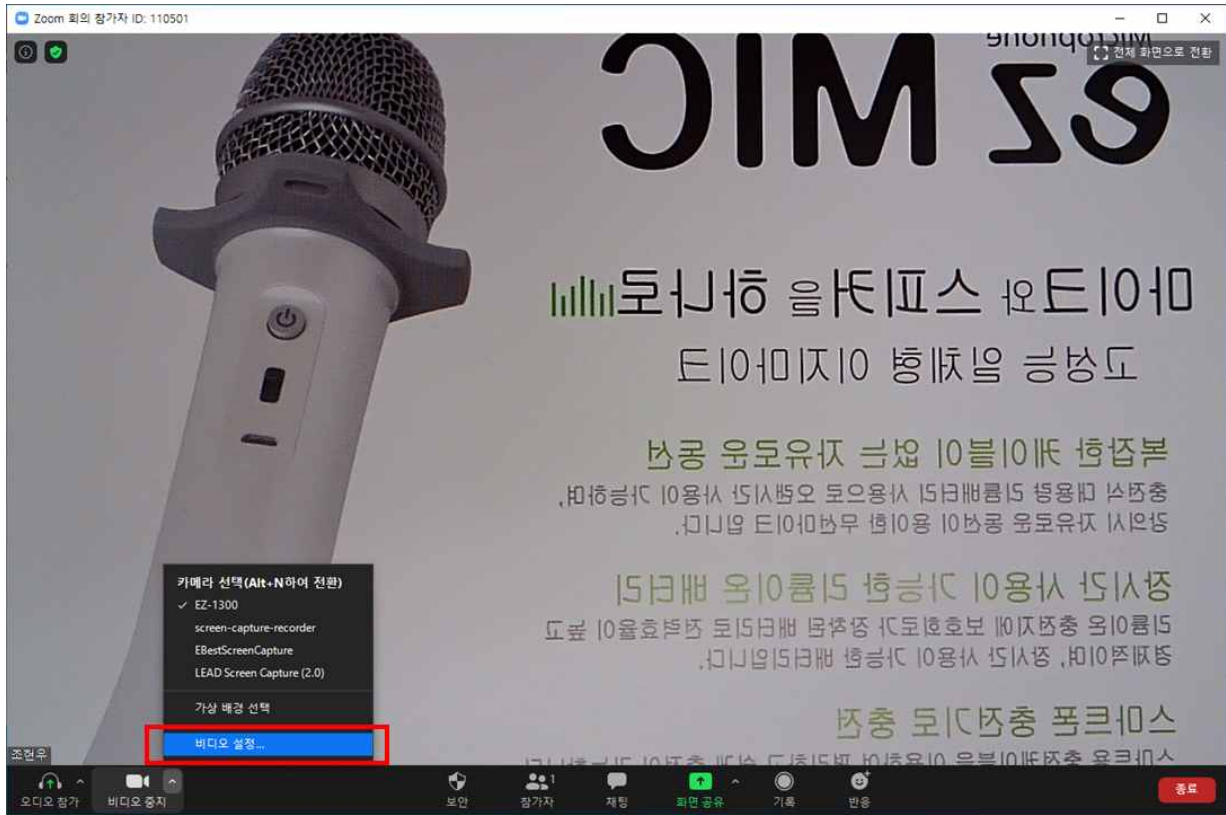 Zoom 회의 참가자 ID: 110501
전체 화면으로 전환
Microphone
ez MIC
마이크와 스피커을 하나로
고성능 일체형 이지마이크
복잡한 케이블이 없는 자유로운 동선
충전식 대용량 리튬배터리 사용으로 오랜시간 사용이 가능하며,
강의시 자유로운 동선이 용이한 무선마이크 입니다.
장시간 사용이 가능한 리튬이온 배터리
리튬이온 충전지에 보호회로가 장착된 배터리로 전력효율이 높고
경제적이며, 장시간 사용이 가능한 배터리입니다.
스마트폰 충전기로 충전
카메라 선택(Alt+N하여 전환)
✓ EZ-1300
screen-capture-recorder
EBestScreenCapture
LEAD Screen Capture (2.0)
가상 배경 선택
비디오 설정...
조현우
오디오 참가 비디오 중지 보안 참가자 1 채팅 화면 공유 기록 반응 종료